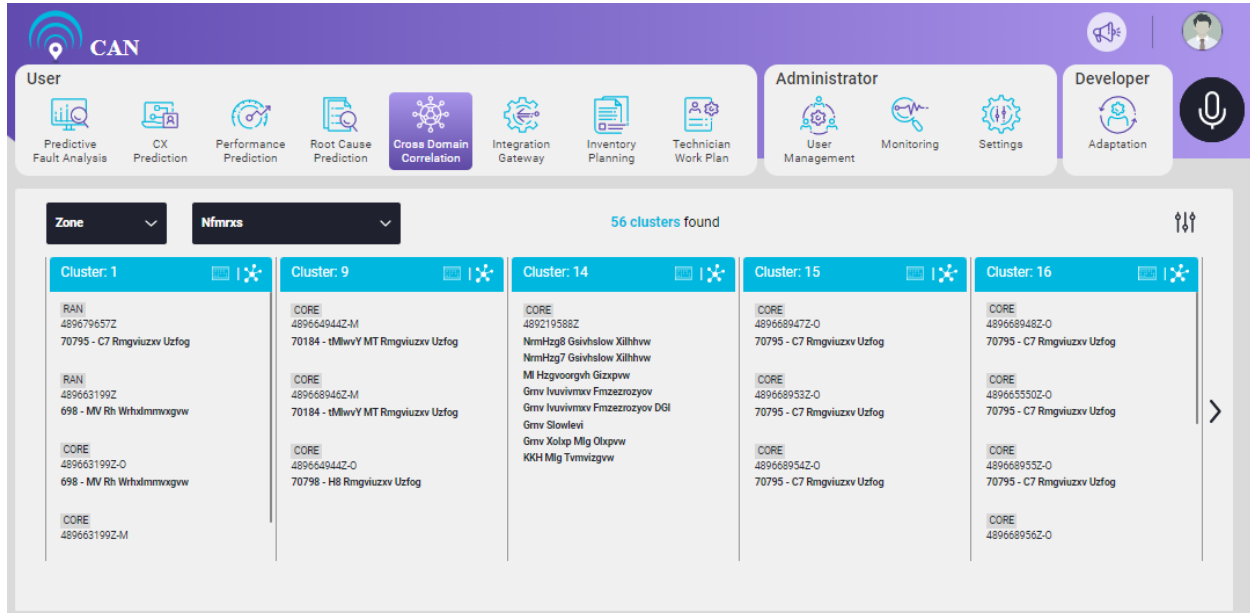 CAN
User
Administrator
Developer
Predictive
Fault Analysis
CX
Prediction
Performance
Prediction
Root Cause
Prediction
Cross Domain
Correlation
Integration
Gateway
Inventory
Planning
Technician
Work Plan
User
Management
Monitoring
Settings
Adaptation
Zone
Nfmrxs
56 clusters found
Cluster: 1
RAN
489679657Z
70795 - C7 Rmgviuzxv Uzfog
RAN
489663199Z
698 - MV Rh Wrhxlmmvxgvw
CORE
489663199Z-O
698 - MV Rh Wrhxlmmvxgvw
CORE
489663199Z-M
Cluster: 9
CORE
489664944Z-M
70184 - tMlwvY MT Rmgviuzxv Uzfog
CORE
489668946Z-M
70184 - tMlwvY MT Rmgviuzxv Uzfog
CORE
489664944Z-O
70798 - H8 Rmgviuzxv Uzfog
Cluster: 14
CORE
489219588Z
NrmHzg8 Gsivhslow Xilhhvw
NrmHzg7 Gsivhslow Xilhhvw
Ml Hzgvoorgvh Gizxpvw
Grnv Ivuvivmxv Fmzezrozyov
Grnv Ivuvivmxv Fmzezrozyov DGI
Grnv Slowlevi
Grnv Xolxp Mlg Olxpvw
KKH Mlg Tvmvizgvw
Cluster: 15
CORE
489668947Z-O
70795 - C7 Rmgviuzxv Uzfog
CORE
489668953Z-O
70795 - C7 Rmgviuzxv Uzfog
CORE
489668954Z-O
70795 - C7 Rmgviuzxv Uzfog
Cluster: 16
CORE
489668948Z-O
70795 - C7 Rmgviuzxv Uzfog
CORE
489665550Z-O
70795 - C7 Rmgviuzxv Uzfog
CORE
489668955Z-O
70795 - C7 Rmgviuzxv Uzfog
CORE
489668956Z-O